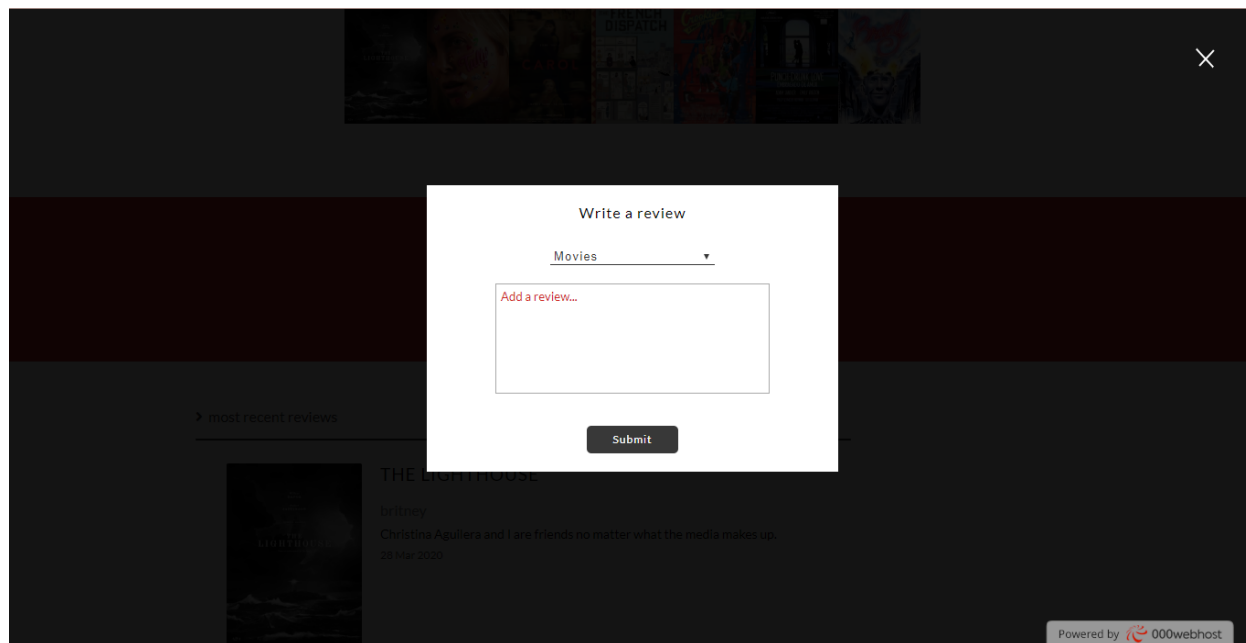 FRENCH
DISPATCH
Write a review
Movies
Add a review...
Submit
most recent reviews
THE LIGHTHOUSE
britney
Christina Aguilera and I are friends no matter what the media makes up.
28 Mar 2020
LIGHTHOUSE
Powered by 000webhost